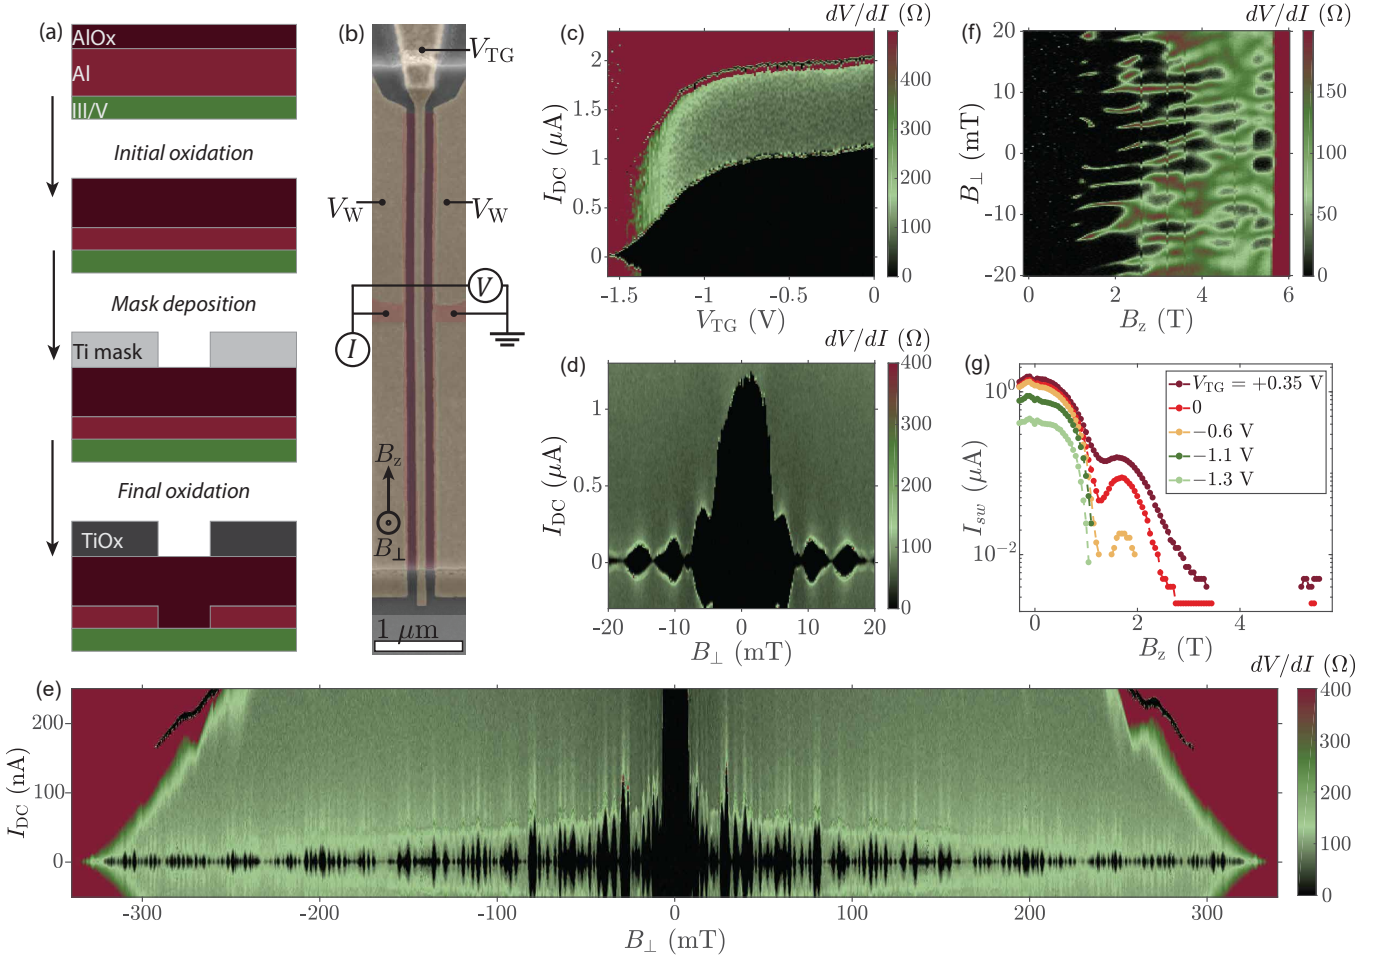 (a)
AlOx
Al
III/V
Initial oxidation
Mask deposition
Ti mask
Final oxidation
TiOx
(b)
V_TG
V_W
V_W
V
I
B_z
B_⊥
1 μm
(c)
dV/dI (Ω)
I_DC (μA)
2
1.5
1
0.5
0
-1.5
-1
-0.5
0
V_TG (V)
400
300
200
100
0
(d)
dV/dI (Ω)
I_DC (μA)
1
0.5
0
-20
-10
0
10
20
B_⊥ (mT)
400
300
200
100
0
(f)
dV/dI (Ω)
B_⊥ (mT)
20
10
0
-10
-20
0
2
4
6
B_z (T)
150
100
50
0
(g)
I_sw (μA)
10^0
10^-2
0
2
4
B_z (T)
V_TG = +0.35 V
0
−0.6 V
−1.1 V
−1.3 V
(e)
dV/dI (Ω)
I_DC (nA)
200
100
0
-300
-200
-100
0
100
200
300
B_⊥ (mT)
400
300
200
100
0